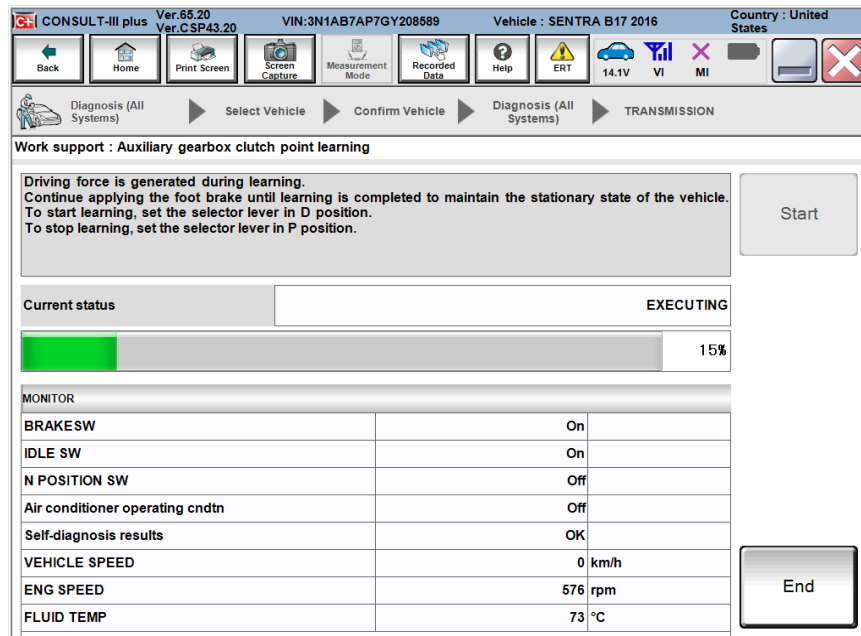 CONSULT-III plus Ver.65.20 VIN:3N1AB7AP7GY208589 Vehicle : SENTRA B17 2016 Country : United
Ver.CSP43.20 States
Back Home Print Screen Screen Measurement Recorded Help ERT 14.1V VI MI
Capture Mode Data
Diagnosis (All Select Vehicle Confirm Vehicle Diagnosis (All TRANSMISSION
Systems) Systems)
Work support : Auxiliary gearbox clutch point learning
Driving force is generated during learning.
Continue applying the foot brake until learning is completed to maintain the stationary state of the vehicle.
To start learning, set the selector lever in D position.
To stop learning, set the selector lever in P position.
Start
Current status EXECUTING
15%
MONITOR
BRAKESW On
IDLE SW On
N POSITION SW Off
Air conditioner operating cndtn Off
Self-diagnosis results OK
VEHICLE SPEED 0 km/h
ENG SPEED 576 rpm
FLUID TEMP 73 °C
End